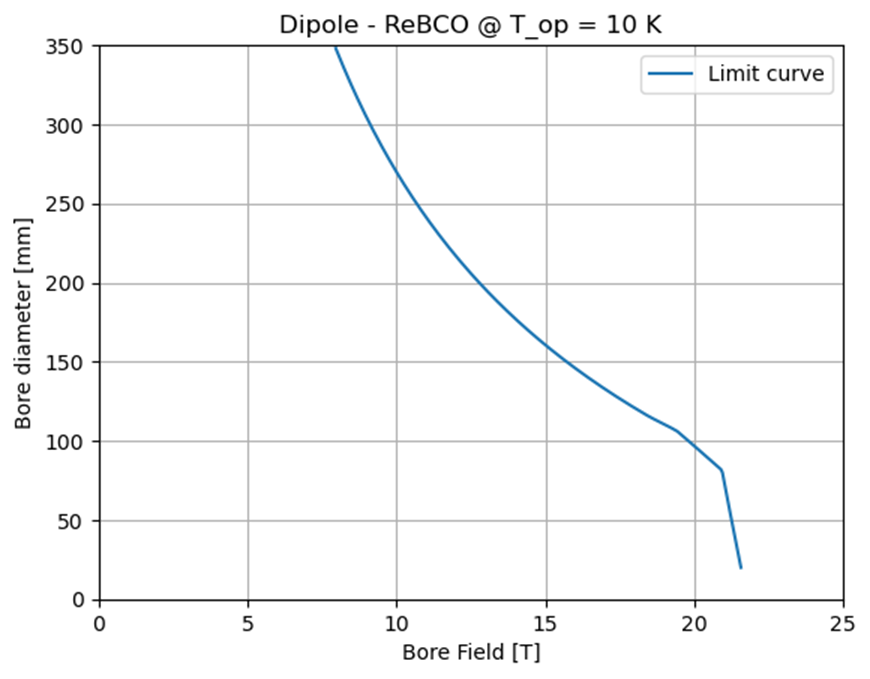 Dipole - ReBCO @ T_op = 10 K
Limit curve
Bore diameter [mm]
350
300
250
200
150
100
50
0
0 5 10 15 20 25
Bore Field [T]